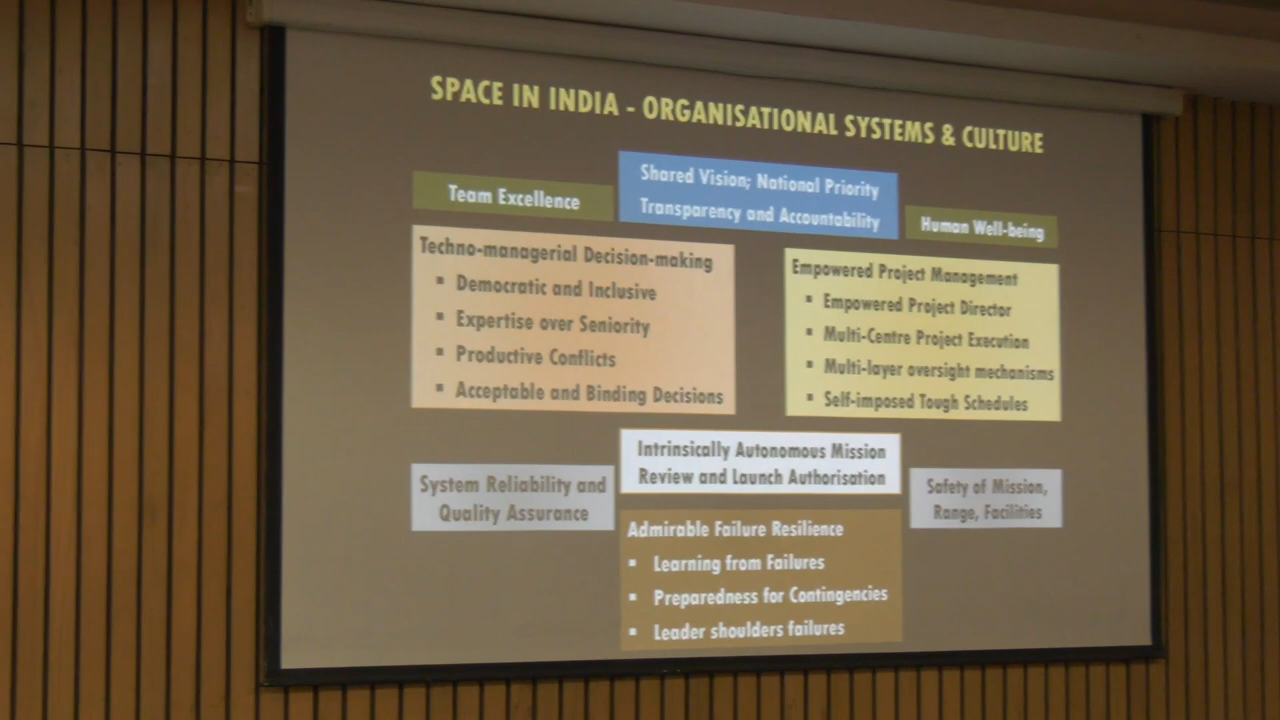 SPACE IN INDIA - ORGANISATIONAL SYSTEMS & CULTURE
Team Excellence
Shared Vision; National Priority
Transparency and Accountability
Human Well-being
Techno-managerial Decision-making
▪ Democratic and Inclusive
▪ Expertise over Seniority
▪ Productive Conflicts
▪ Acceptable and Binding Decisions
Empowered Project Management
▪ Empowered Project Director
▪ Multi-Centre Project Execution
▪ Multi-layer oversight mechanisms
▪ Self-imposed Tough Schedules
Intrinsically Autonomous Mission
Review and Launch Authorisation
System Reliability and
Quality Assurance
Safety of Mission,
Range, Facilities
Admirable Failure Resilience
▪ Learning from Failures
▪ Preparedness for Contingencies
▪ Leader shoulders failures